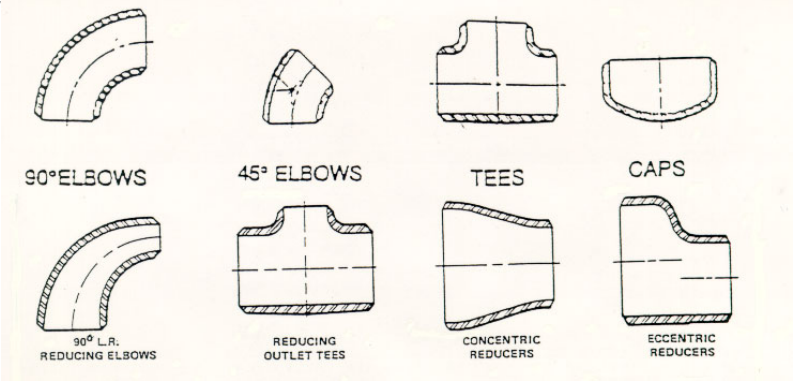 90°ELBOWS
45° ELBOWS
TEES
CAPS
90° L.R.
REDUCING ELBOWS
REDUCING
OUTLET TEES
CONCENTRIC
REDUCERS
ECCENTRIC
REDUCERS